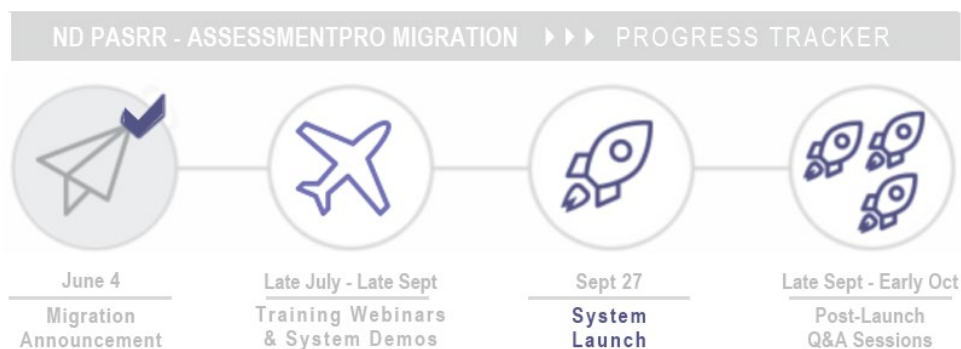 ND PASRR - ASSESSMENTPRO MIGRATION PROGRESS TRACKER
June 4
Migration
Announcement
Late July - Late Sept
Training Webinars
& System Demos
Sept 27
System
Launch
Late Sept - Early Oct
Post-Launch
Q&A Sessions